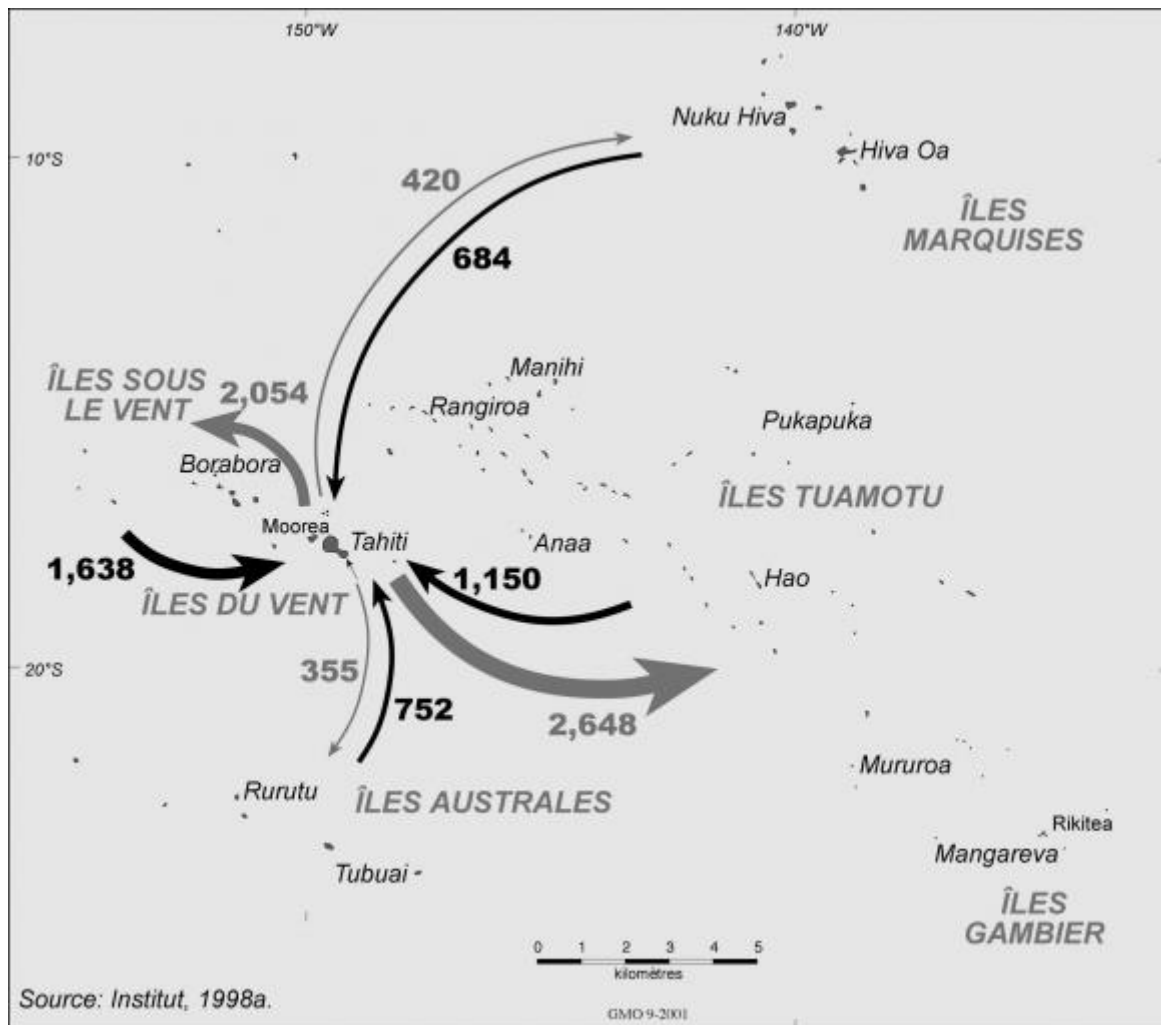 150°W
140°W
10°S
20°S
Nuku Hiva
Hiva Oa
ÎLES
MARQUISES
420
684
ÎLES SOUS
LE VENT
2,054
Manihi
Rangiroa
Pukapuka
Borabora
ÎLES TUAMOTU
Moorea
Tahiti
Anaa
1,638
1,150
Hao
ÎLES DU VENT
355
752
2,648
Mururoa
Rurutu
ÎLES AUSTRALES
Rikitea
Mangareva
Tubuai
ÎLES
GAMBIER
0 1 2 3 4 5
kilomètres
Source: Institut, 1998a.
GMO 9-2001